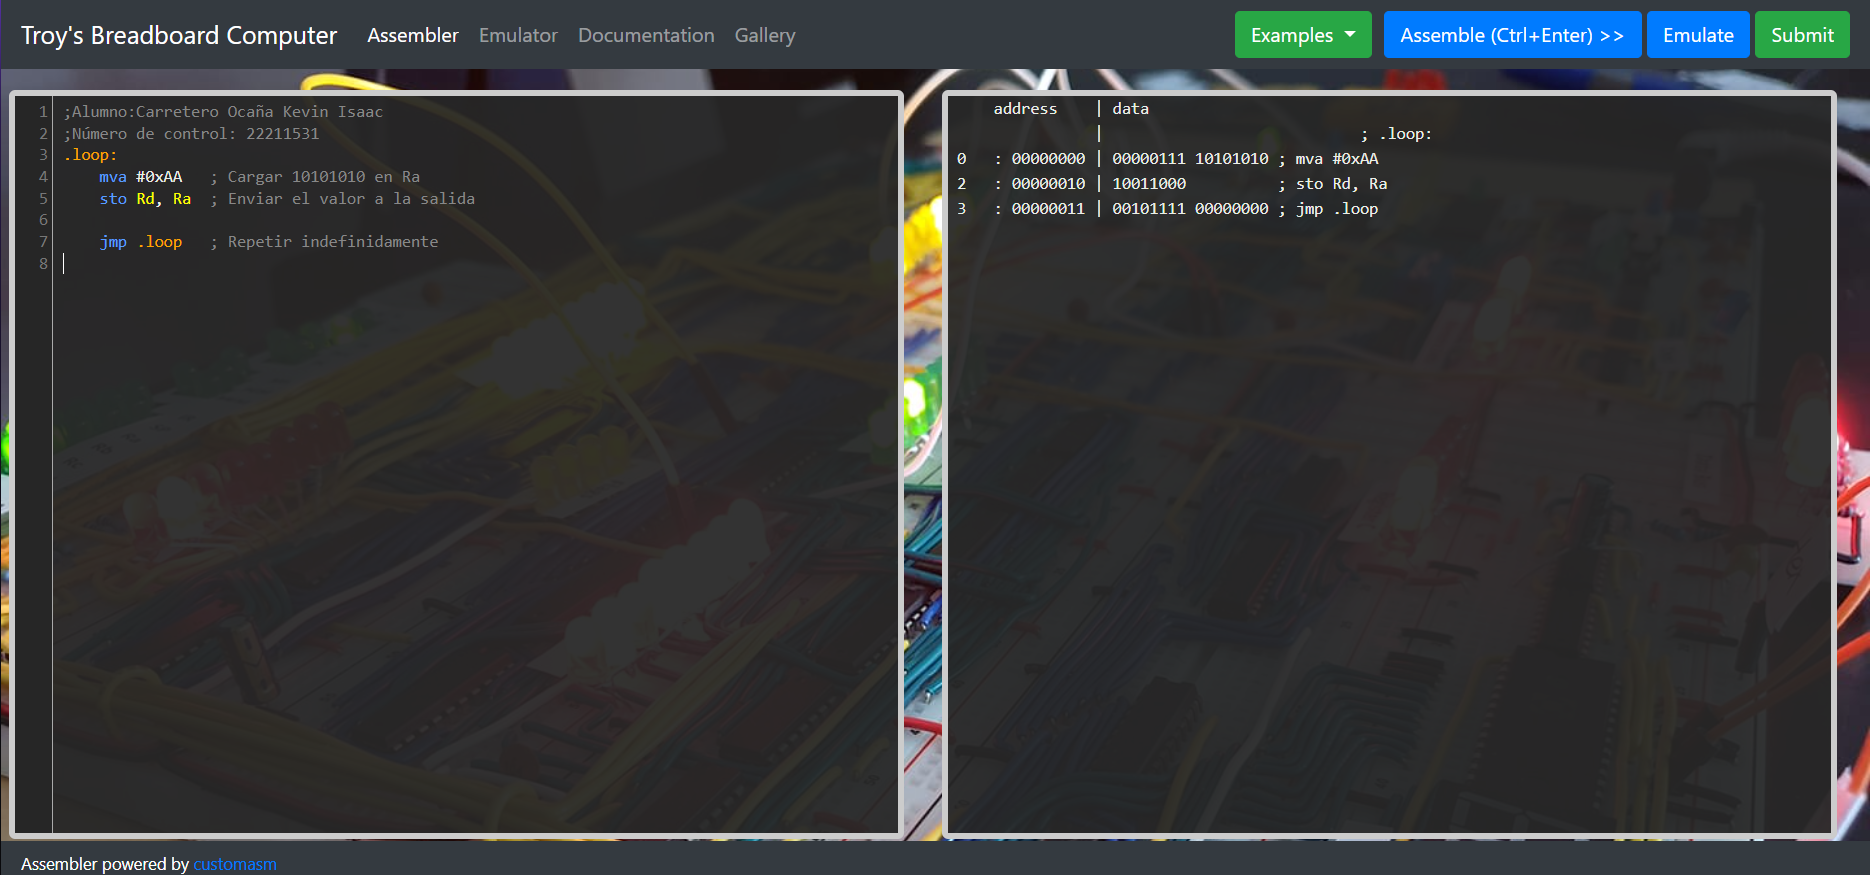 Troy's Breadboard Computer Assembler Emulator Documentation Gallery Examples Assemble (Ctrl+Enter) >> Emulate Submit
1 ;Alumno:Carretero Ocaña Kevin Isaac
2 ;Número de control: 22211531
3 .loop:
4 mva #0xAA ; Cargar 10101010 en Ra
5 sto Rd, Ra ; Enviar el valor a la salida
6
7 jmp .loop ; Repetir indefinidamente
8
address | data
| ; .loop:
0 : 00000000 | 00000111 10101010 ; mva #0xAA
2 : 00000010 | 10011000 ; sto Rd, Ra
3 : 00000011 | 00101111 00000000 ; jmp .loop
Assembler powered by customasm